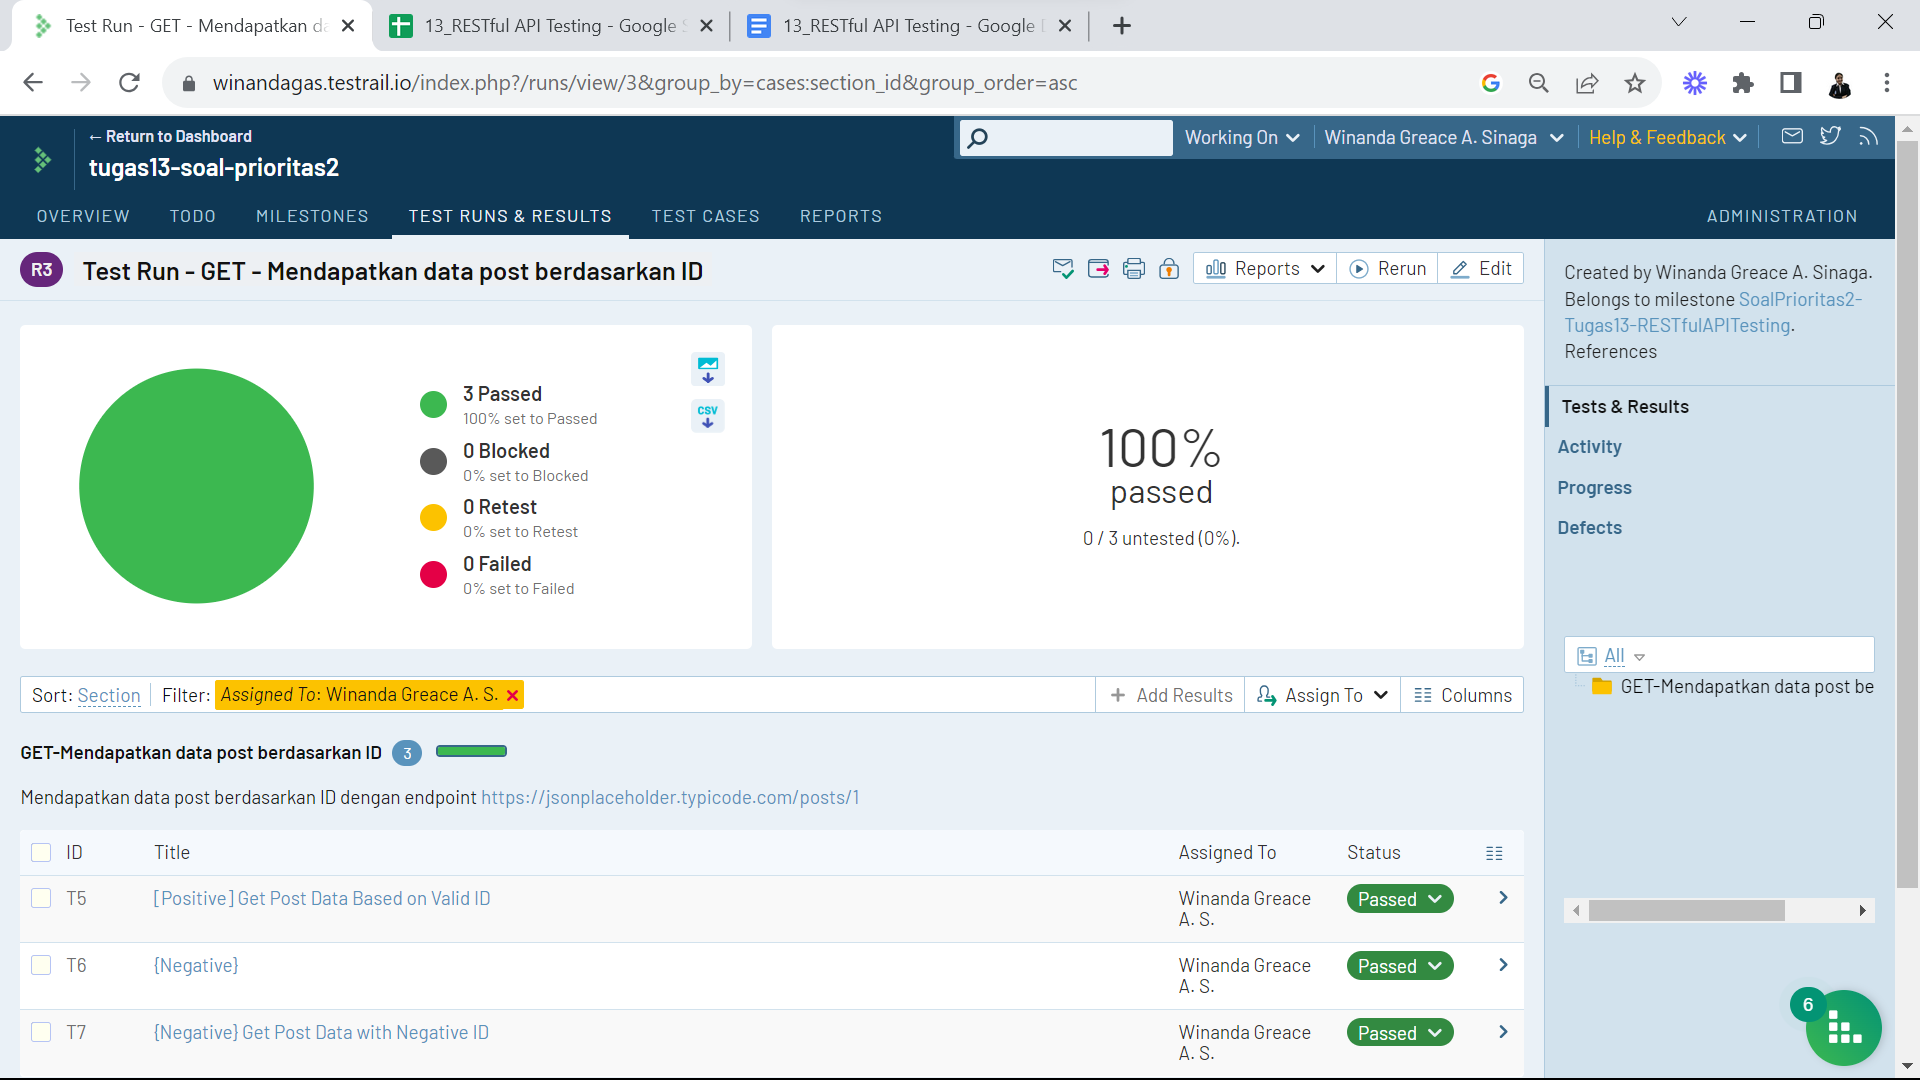 Test Run - GET - Mendapatkan da
13_RESTful API Testing - Google S
13_RESTful API Testing - Google D
winandagas.testrail.io/index.php?/runs/view/3&group_by=cases:section_id&group_order=asc
← Return to Dashboard
tugas13-soal-prioritas2
Working On
Winanda Greace A. Sinaga
Help & Feedback
OVERVIEW
TODO
MILESTONES
TEST RUNS & RESULTS
TEST CASES
REPORTS
ADMINISTRATION
R3
Test Run - GET - Mendapatkan data post berdasarkan ID
Reports
Rerun
Edit
3 Passed
100% set to Passed
0 Blocked
0% set to Blocked
0 Retest
0% set to Retest
0 Failed
0% set to Failed
CSV
100%
passed
0 / 3 untested (0%).
Created by Winanda Greace A. Sinaga.
Belongs to milestone SoalPrioritas2-
Tugas13-RESTfulAPITesting.
References
Tests & Results
Activity
Progress
Defects
All
GET-Mendapatkan data post be
Sort: Section
Filter: Assigned To: Winanda Greace A. S.
Add Results
Assign To
Columns
GET-Mendapatkan data post berdasarkan ID 3
Mendapatkan data post berdasarkan ID dengan endpoint https://jsonplaceholder.typicode.com/posts/1
ID Title Assigned To Status
T5 [Positive] Get Post Data Based on Valid ID Winanda Greace A. S. Passed
T6 {Negative} Winanda Greace A. S. Passed
T7 {Negative} Get Post Data with Negative ID Winanda Greace A. S. Passed
6